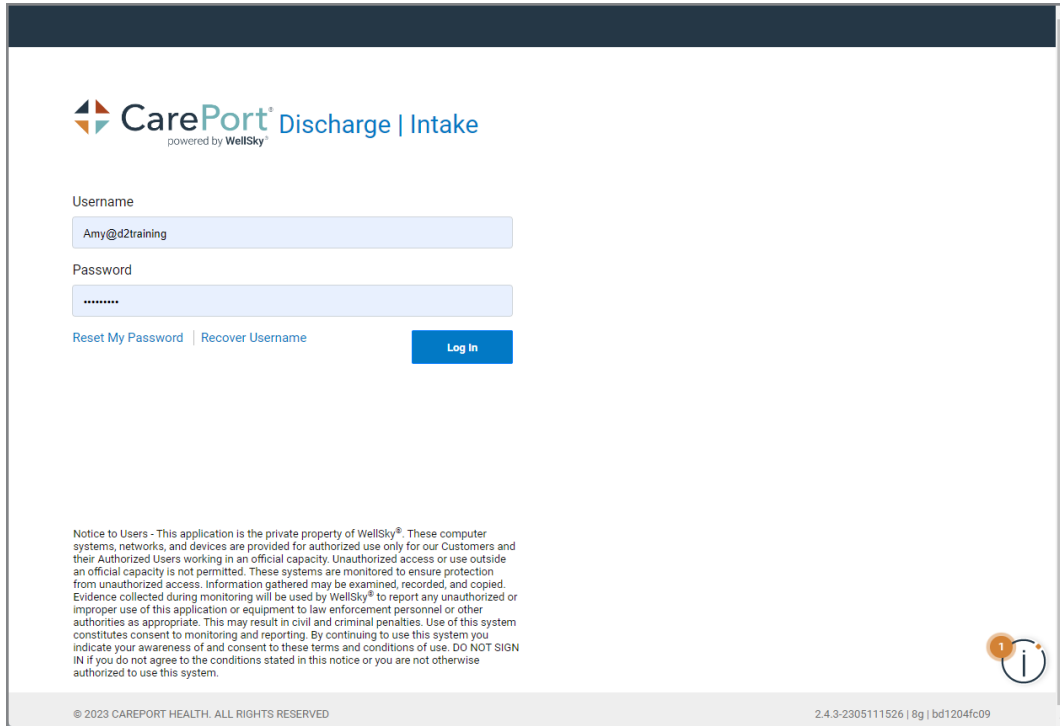 CarePort® Discharge | Intake
powered by WellSky®
Username
Amy@d2training
Password
•••••••••
Reset My Password | Recover Username
Log In
Notice to Users - This application is the private property of WellSky®. These computer
systems, networks, and devices are provided for authorized use only for our Customers and
their Authorized Users working in an official capacity. Unauthorized access or use outside
an official capacity is not permitted. These systems are monitored to ensure protection
from unauthorized access. Information gathered may be examined, recorded, and copied.
Evidence collected during monitoring will be used by WellSky® to report any unauthorized or
improper use of this application or equipment to law enforcement personnel or other
authorities as appropriate. This may result in civil and criminal penalties. Use of this system
constitutes consent to monitoring and reporting. By continuing to use this system you
indicate your awareness of and consent to these terms and conditions of use. DO NOT SIGN
IN if you do not agree to the conditions stated in this notice or you are not otherwise
authorized to use this system.
1
© 2023 CAREPORT HEALTH. ALL RIGHTS RESERVED
2.4.3-2305111526 | 8g | bd1204fc09